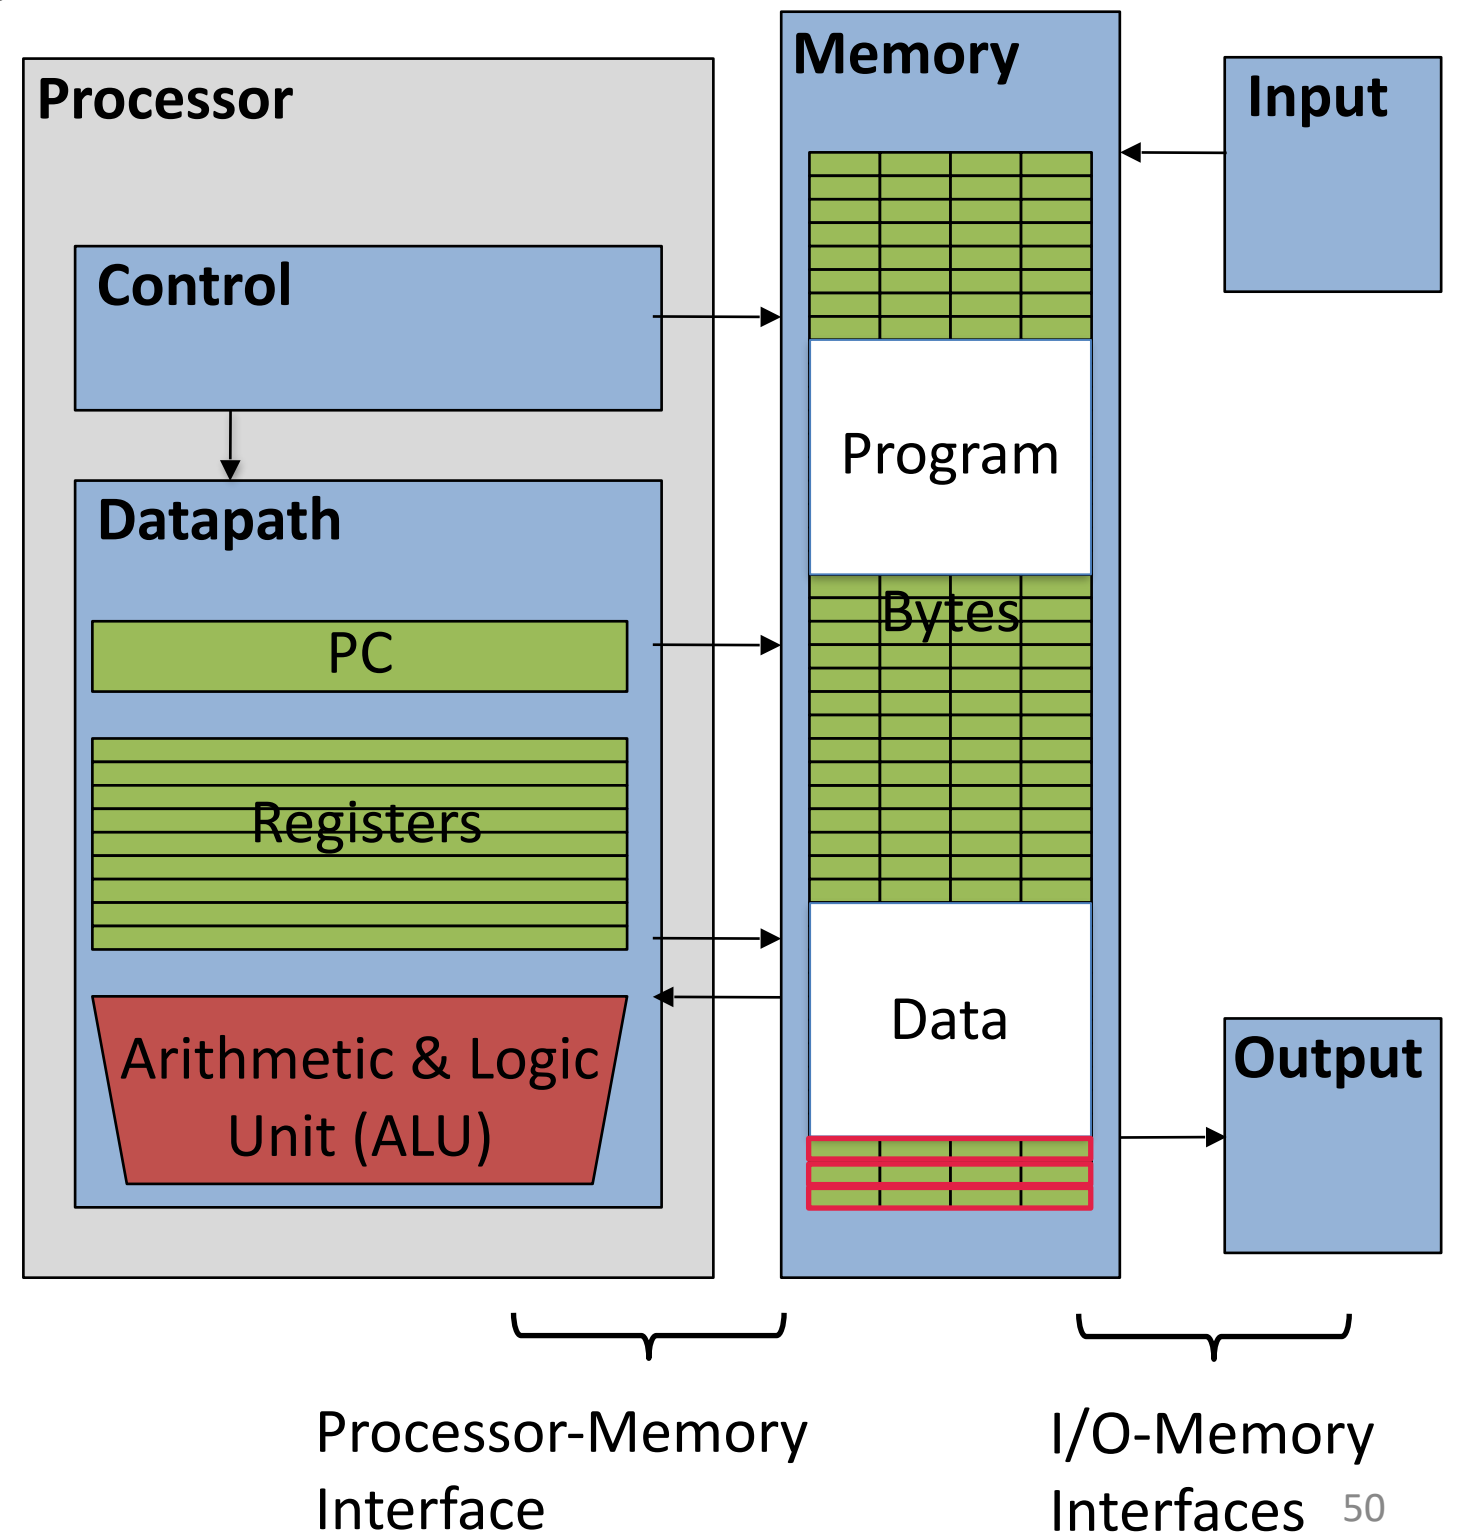 Processor
Control
Datapath
PC
Registers
Arithmetic & Logic
Unit (ALU)
Memory
Program
Bytes
Data
Input
Output
Processor-Memory
Interface
I/O-Memory
Interfaces
50